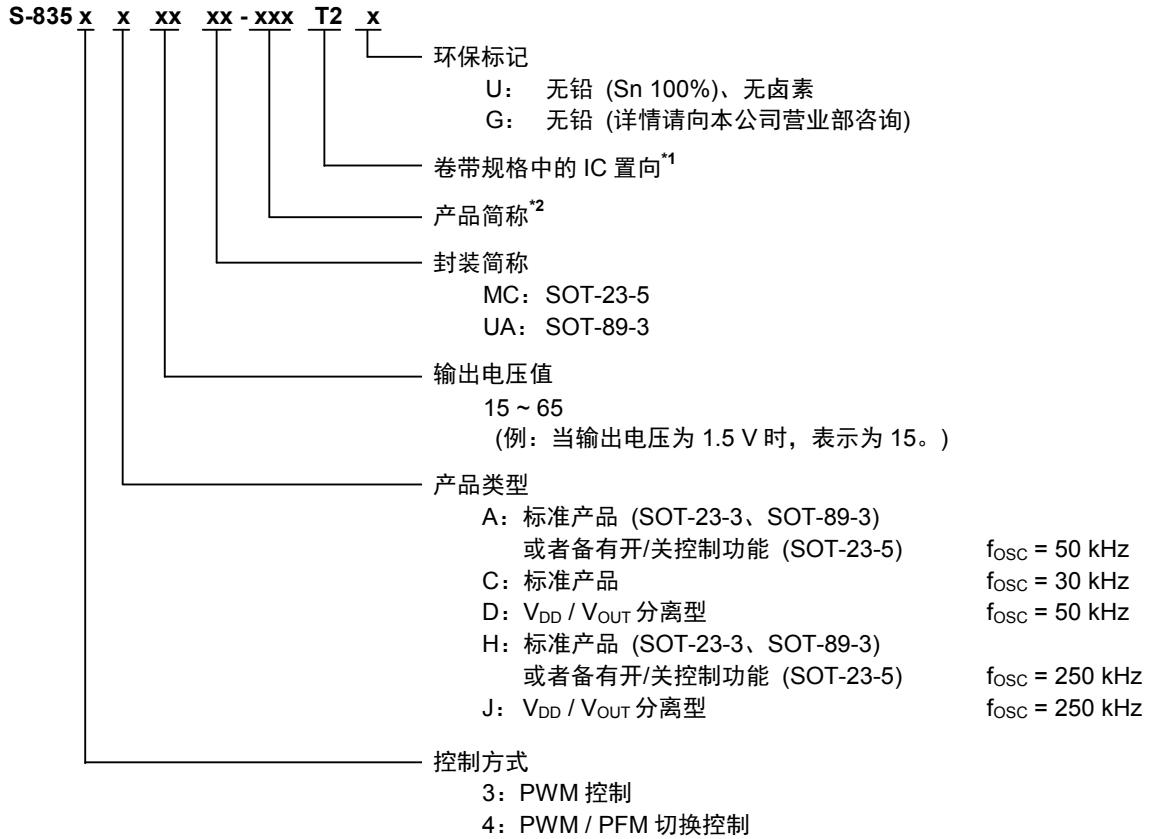 S-835 x x xx xx - xxx T2 x
环保标记
U： 无铅 (Sn 100%)、无卤素
G： 无铅 (详情请向本公司营业部咨询)
卷带规格中的 IC 置向*1
产品简称*2
封装简称
MC：SOT-23-5
UA： SOT-89-3
输出电压值
15 ~ 65
(例：当输出电压为 1.5 V 时，表示为 15。)
产品类型
A：标准产品 (SOT-23-3、SOT-89-3)
或者备有开/关控制功能 (SOT-23-5) fOSC = 50 kHz
C：标准产品 fOSC = 30 kHz
D：VDD / VOUT 分离型 fOSC = 50 kHz
H：标准产品 (SOT-23-3、SOT-89-3)
或者备有开/关控制功能 (SOT-23-5) fOSC = 250 kHz
J： VDD / VOUT 分离型 fOSC = 250 kHz
控制方式
3：PWM 控制
4：PWM / PFM 切换控制